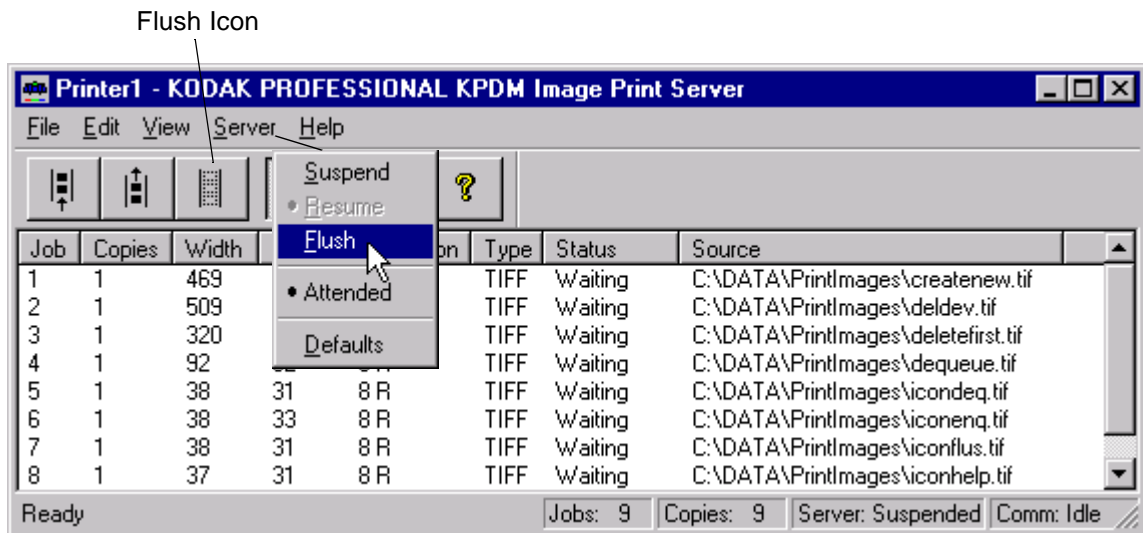 Flush Icon
Printer1 - KODAK PROFESSIONAL KPDM Image Print Server
File Edit View Server Help
Suspend
Resume
Flush
Attended
Defaults
Job Copies Width on Type Status Source
1 1 469 TIFF Waiting C:\DATA\PrintImages\createnew.tif
2 1 509 TIFF Waiting C:\DATA\PrintImages\deldev.tif
3 1 320 TIFF Waiting C:\DATA\PrintImages\deletefirst.tif
4 1 92 TIFF Waiting C:\DATA\PrintImages\dequeue.tif
5 1 38 31 8 R TIFF Waiting C:\DATA\PrintImages\icondeq.tif
6 1 38 33 8 R TIFF Waiting C:\DATA\PrintImages\iconenq.tif
7 1 38 31 8 R TIFF Waiting C:\DATA\PrintImages\iconflus.tif
8 1 37 31 8 R TIFF Waiting C:\DATA\PrintImages\iconhelp.tif
Ready Jobs: 9 Copies: 9 Server: Suspended Comm: Idle